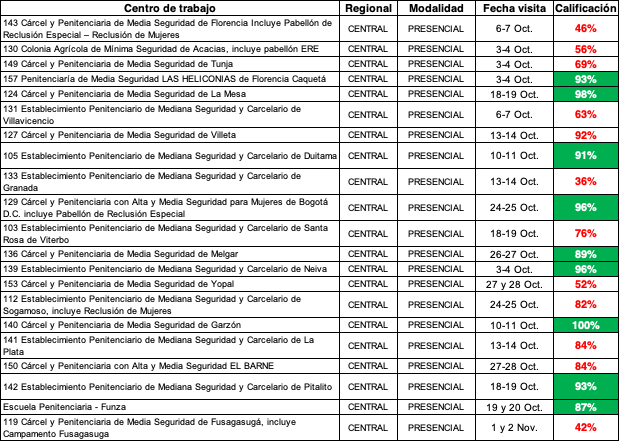 Centro de trabajo Regional Modalidad Fecha visita Calificación
143 Cárcel y Penitenciaria de Media Seguridad de Florencia Incluye Pabellón de
Reclusión Especial – Reclusión de Mujeres CENTRAL PRESENCIAL 6-7 Oct. 46%
130 Colonia Agrícola de Mínima Seguridad de Acacias, incluye pabellón ERE CENTRAL PRESENCIAL 3-4 Oct. 56%
149 Cárcel y Penitenciaria de Media Seguridad de Tunja CENTRAL PRESENCIAL 3-4 Oct. 69%
157 Penitenciaría de Media Seguridad LAS HELICONIAS de Florencia Caquetá CENTRAL PRESENCIAL 3-4 Oct. 93%
124 Cárcel y Penitenciaria de Media Seguridad de La Mesa CENTRAL PRESENCIAL 18-19 Oct. 98%
131 Establecimiento Penitenciario de Mediana Seguridad y Carcelario de
Villavicencio CENTRAL PRESENCIAL 6-7 Oct. 63%
127 Cárcel y Penitenciaria de Media Seguridad de Villeta CENTRAL PRESENCIAL 13-14 Oct. 92%
105 Establecimiento Penitenciario de Mediana Seguridad y Carcelario de Duitama CENTRAL PRESENCIAL 10-11 Oct. 91%
133 Establecimiento Penitenciario de Mediana Seguridad y Carcelario de
Granada CENTRAL PRESENCIAL 13-14 Oct. 36%
129 Cárcel y Penitenciaria con Alta y Media Seguridad para Mujeres de Bogotá
D.C. incluye Pabellón de Reclusión Especial CENTRAL PRESENCIAL 24-25 Oct. 96%
103 Establecimiento Penitenciario de Mediana Seguridad y Carcelario de Santa
Rosa de Viterbo CENTRAL PRESENCIAL 18-19 Oct. 76%
136 Cárcel y Penitenciaria de Media Seguridad de Melgar CENTRAL PRESENCIAL 26-27 Oct. 89%
139 Establecimiento Penitenciario de Mediana Seguridad y Carcelario de Neiva CENTRAL PRESENCIAL 3-4 Oct. 96%
153 Cárcel y Penitenciaria de Media Seguridad de Yopal CENTRAL PRESENCIAL 27 y 28 Oct. 52%
112 Establecimiento Penitenciario de Mediana Seguridad y Carcelario de
Sogamoso, incluye Reclusión de Mujeres CENTRAL PRESENCIAL 24-25 Oct. 82%
140 Cárcel y Penitenciaria de Media Seguridad de Garzón CENTRAL PRESENCIAL 10-11 Oct. 100%
141 Establecimiento Penitenciario de Mediana Seguridad y Carcelario de La
Plata CENTRAL PRESENCIAL 13-14 Oct. 84%
150 Cárcel y Penitenciaria con Alta y Media Seguridad EL BARNE CENTRAL PRESENCIAL 27-28 Oct. 84%
142 Establecimiento Penitenciario de Mediana Seguridad y Carcelario de Pitalito CENTRAL PRESENCIAL 18-19 Oct. 93%
Escuela Penitenciaria - Funza CENTRAL PRESENCIAL 19 y 20 Oct. 87%
119 Cárcel y Penitenciaria de Media Seguridad de Fusagasugá, incluye
Campamento Fusagasuga CENTRAL PRESENCIAL 1 y 2 Nov. 42%